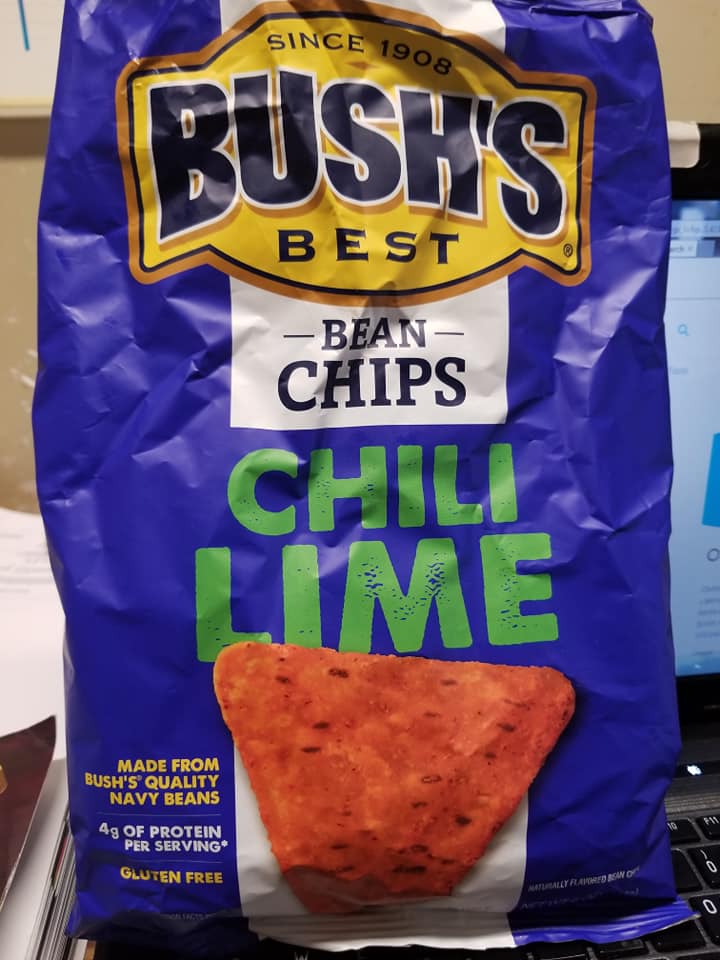 SINCE 1908
BUSH'S
BEST®
— BEAN —
CHIPS
CHILI
LIME
MADE FROM
BUSH'S® QUALITY
NAVY BEANS
4g OF PROTEIN
PER SERVING*
GLUTEN FREE
NATURALLY FLAVORED BEAN
F11